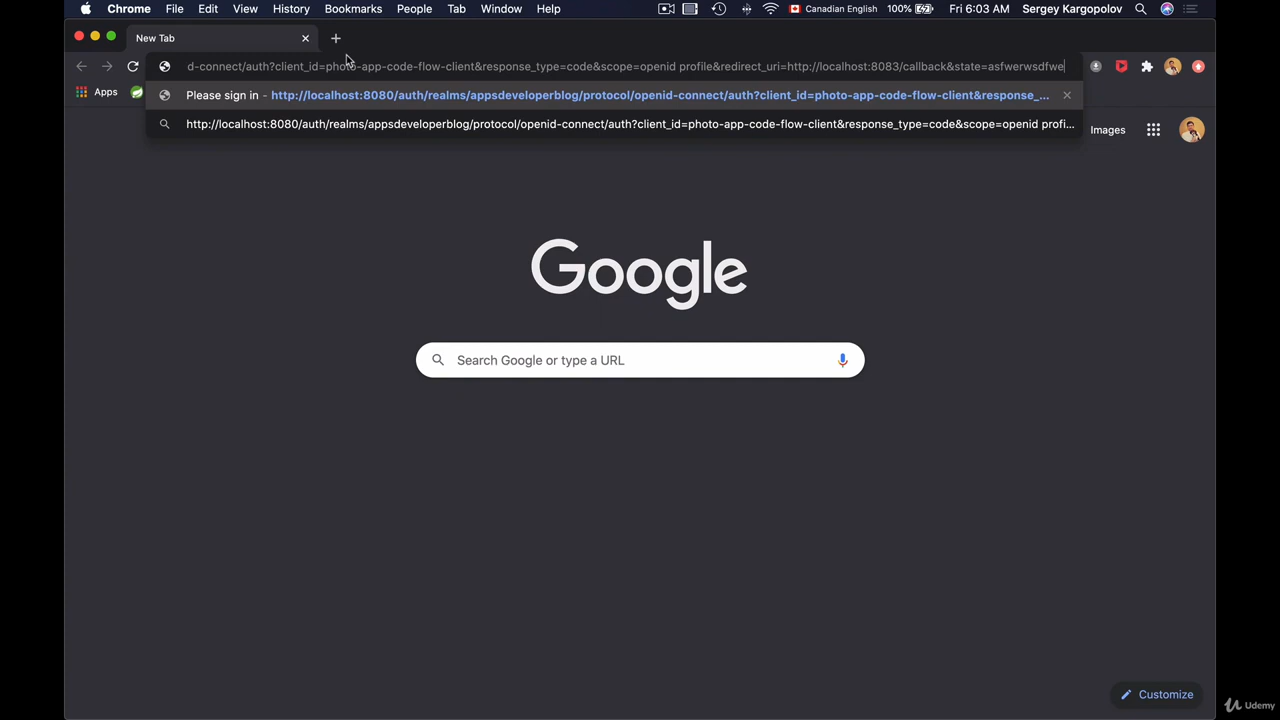 Chrome File Edit View History Bookmarks People Tab Window Help 100% Canadian English Fri 6:03 AM Sergey Kargopolov
New Tab
d-connect/auth?client_id=photo-app-code-flow-client&response_type=code&scope=openid profile&redirect_uri=http://localhost:8083/callback&state=asfwerwsdfwe
Apps
Please sign in - http://localhost:8080/auth/realms/appsdeveloperblog/protocol/openid-connect/auth?client_id=photo-app-code-flow-client&response_...
http://localhost:8080/auth/realms/appsdeveloperblog/protocol/openid-connect/auth?client_id=photo-app-code-flow-client&response_type=code&scope=openid profi...
Images
Google
Search Google or type a URL
Customize
Udemy